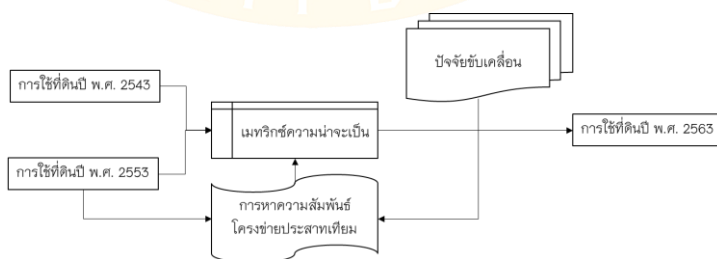 ปัจจัยขับเคลื่อน
การใช้ที่ดินปี พ.ศ. 2543
เมทริกซ์ความน่าจะเป็น
การใช้ที่ดินปี พ.ศ. 2563
การใช้ที่ดินปี พ.ศ. 2553
การหาความสัมพันธ์
โครงข่ายประสาทเทียม